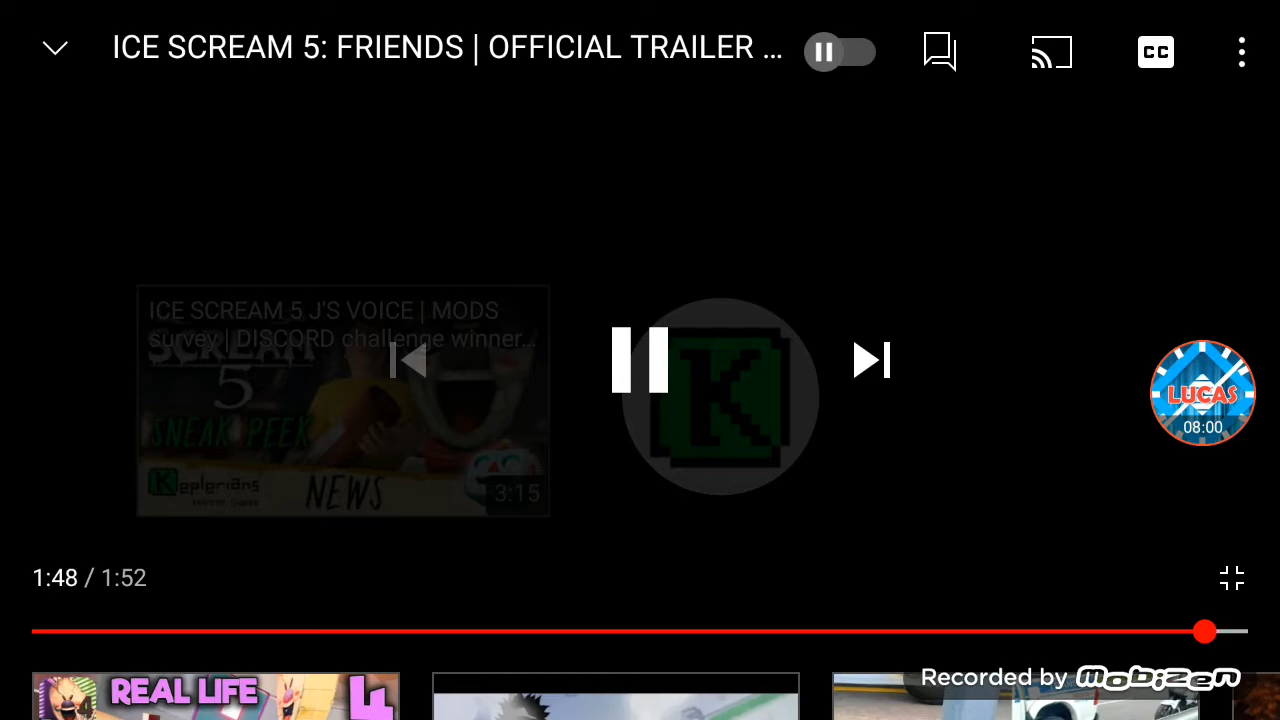 ICE SCREAM 5: FRIENDS | OFFICIAL TRAILER ...
CC
ICE SCREAM 5 J'S VOICE | MODS
survey | DISCORD challenge winner...
SCREAM
5
SNEAK PEEK
Keplerians
NEWS
3:15
K
LUCAS
08:00
1:48 / 1:52
REAL LIFE
4
Recorded by mobizen